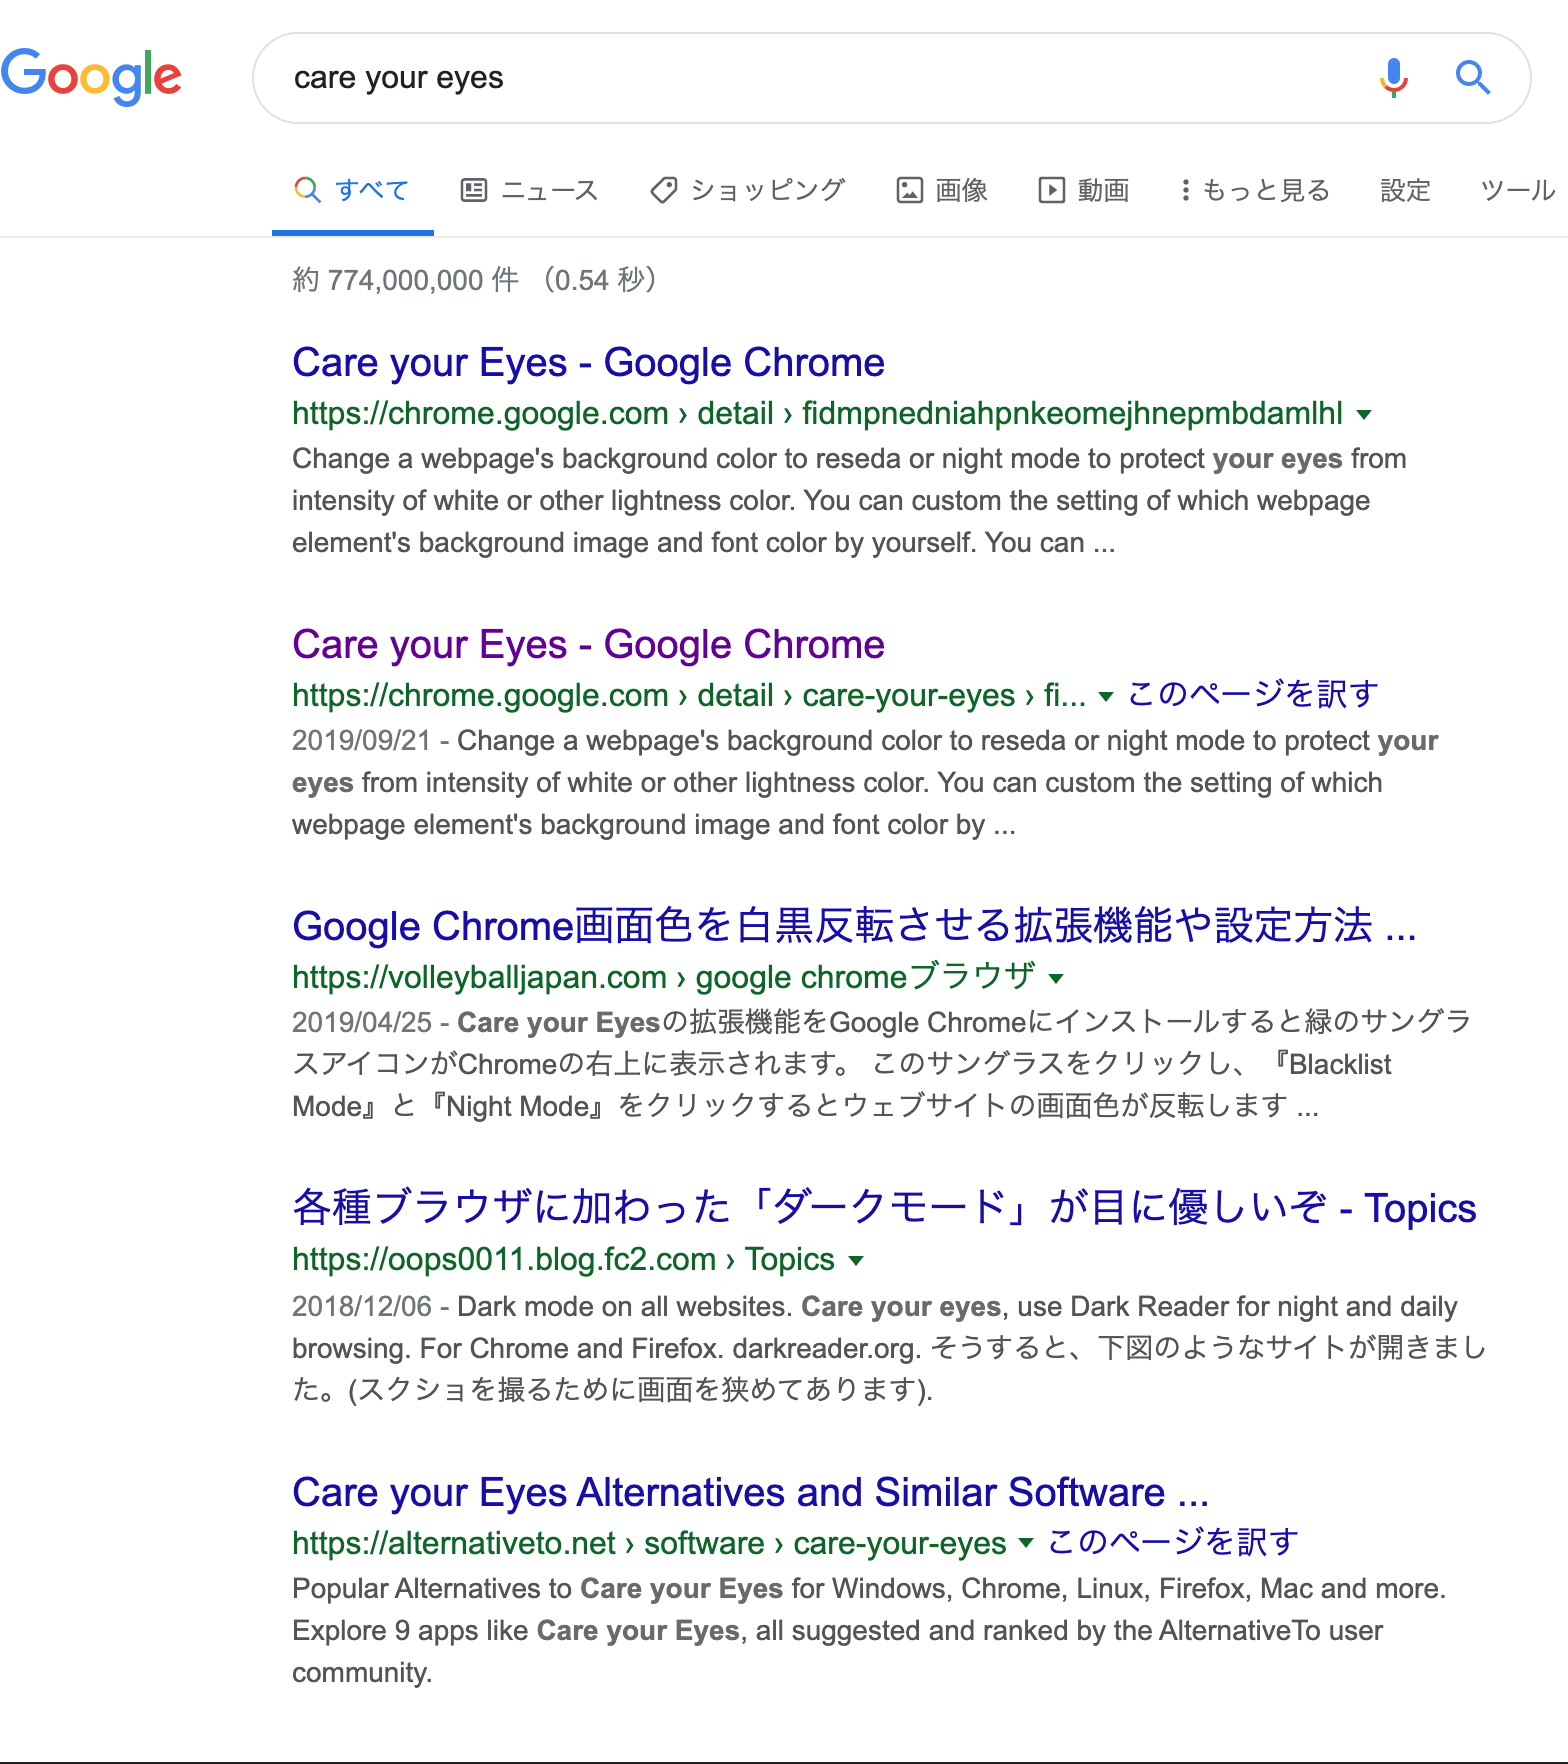 Google
care your eyes
すべて ニュース ショッピング 画像 動画 もっと見る 設定 ツール
約 774,000,000 件 （0.54 秒）
Care your Eyes - Google Chrome
https://chrome.google.com › detail › fidmpnedniahpnkeomejhnepmbdamlhl
Change a webpage's background color to reseda or night mode to protect your eyes from
intensity of white or other lightness color. You can custom the setting of which webpage
element's background image and font color by yourself. You can ...
Care your Eyes - Google Chrome
https://chrome.google.com › detail › care-your-eyes › fi... このページを訳す
2019/09/21 - Change a webpage's background color to reseda or night mode to protect your
eyes from intensity of white or other lightness color. You can custom the setting of which
webpage element's background image and font color by ...
Google Chrome画面色を白黒反転させる拡張機能や設定方法 ...
https://volleyballjapan.com › google chromeブラウザ
2019/04/25 - Care your Eyesの拡張機能をGoogle Chromeにインストールすると緑のサングラ
スアイコンがChromeの右上に表示されます。 このサングラスをクリックし、『Blacklist
Mode』と『Night Mode』をクリックするとウェブサイトの画面色が反転します ...
各種ブラウザに加わった「ダークモード」が目に優しいぞ - Topics
https://oops0011.blog.fc2.com › Topics
2018/12/06 - Dark mode on all websites. Care your eyes, use Dark Reader for night and daily
browsing. For Chrome and Firefox. darkreader.org. そうすると、下図のようなサイトが開きまし
た。(スクショを撮るために画面を狭めてあります).
Care your Eyes Alternatives and Similar Software ...
https://alternativeto.net › software › care-your-eyes このページを訳す
Popular Alternatives to Care your Eyes for Windows, Chrome, Linux, Firefox, Mac and more.
Explore 9 apps like Care your Eyes, all suggested and ranked by the AlternativeTo user
community.